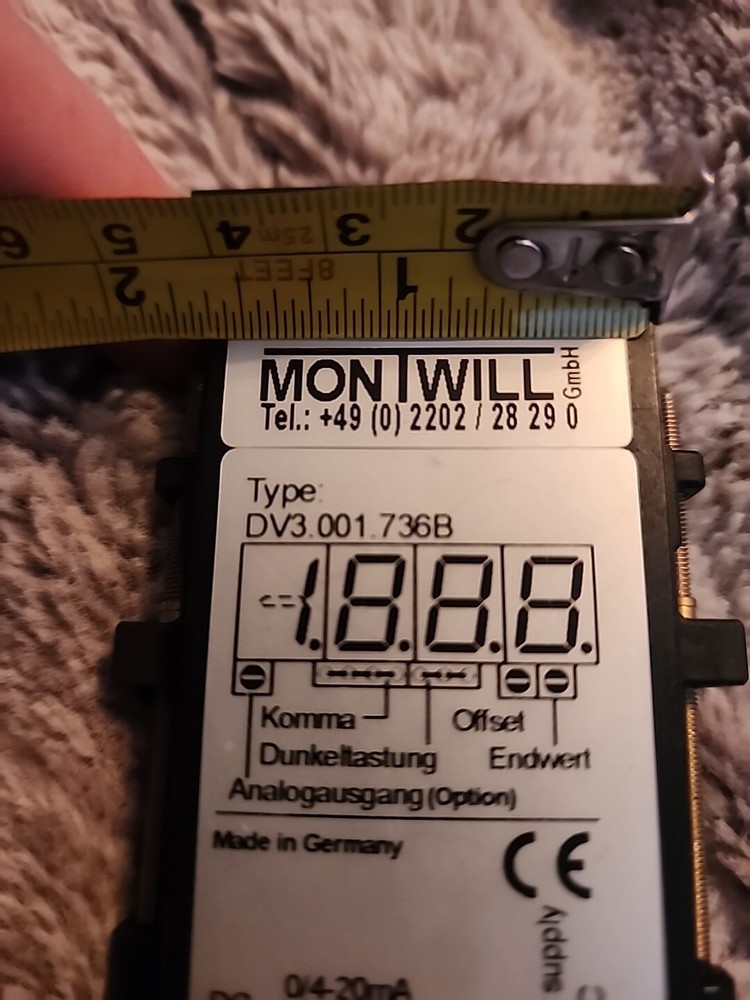 6 5 4 3 2 1
25m
8FEET
2 1
MONTWILL GmbH
Tel.: +49 (0) 2202 / 28 29 0
Type:
DV3.001.736B
<=> 1.8.8.8.
Komma Offset
Dunkeltastung Endwert
Analogausgang (Option)
Made in Germany CE
supply
0/4-20mA